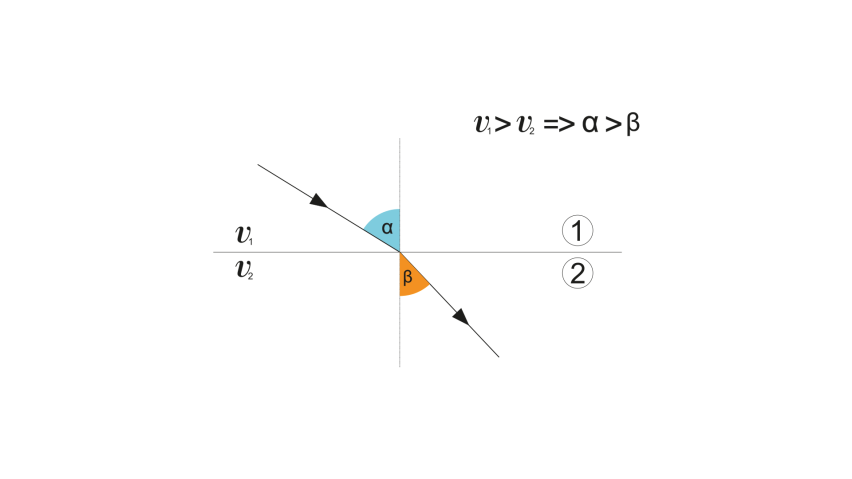 v₁ > v₂ => α > β
α
v₁
1
v₂
2
β